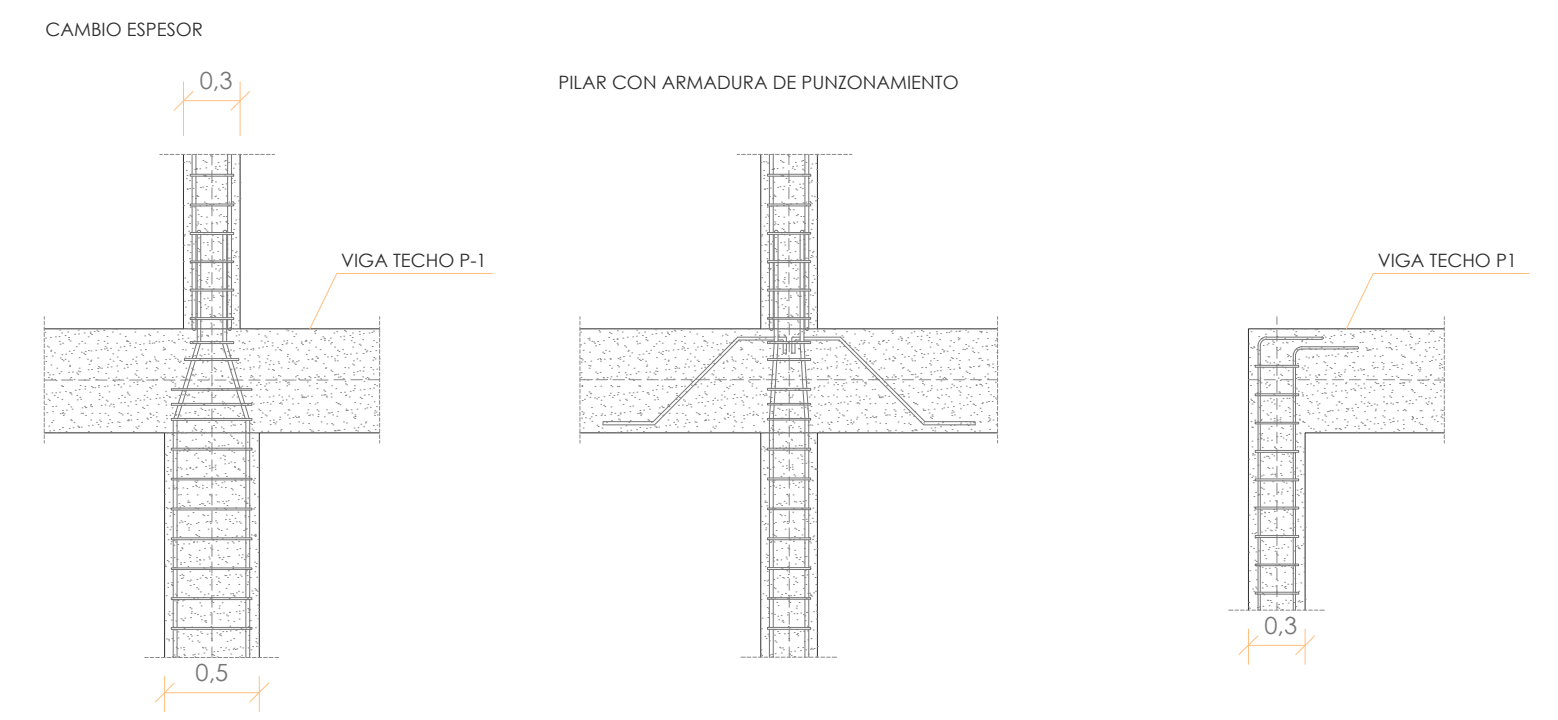 CAMBIO ESPESOR
0,3
PILAR CON ARMADURA DE PUNZONAMIENTO
VIGA TECHO P-1
VIGA TECHO P1
0,3
0,5